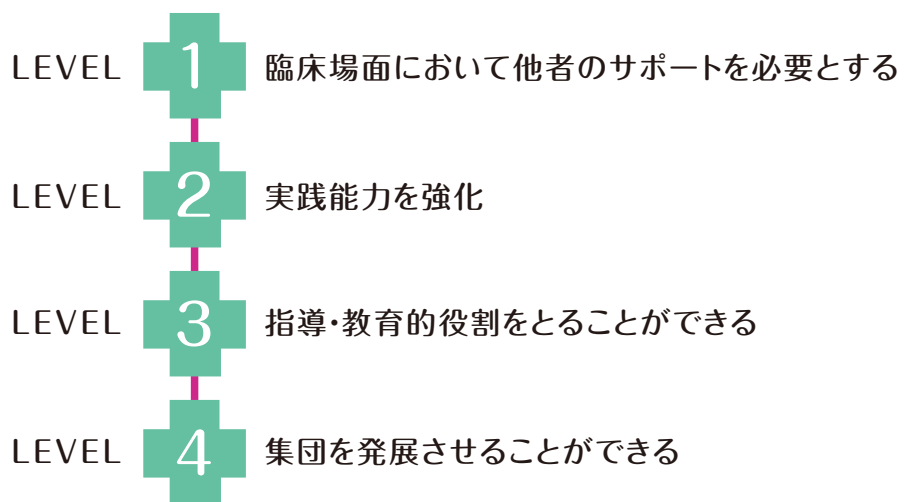 LEVEL 1 臨床場面において他者のサポートを必要とする
LEVEL 2 実践能力を強化
LEVEL 3 指導・教育的役割をとることができる
LEVEL 4 集団を発展させることができる